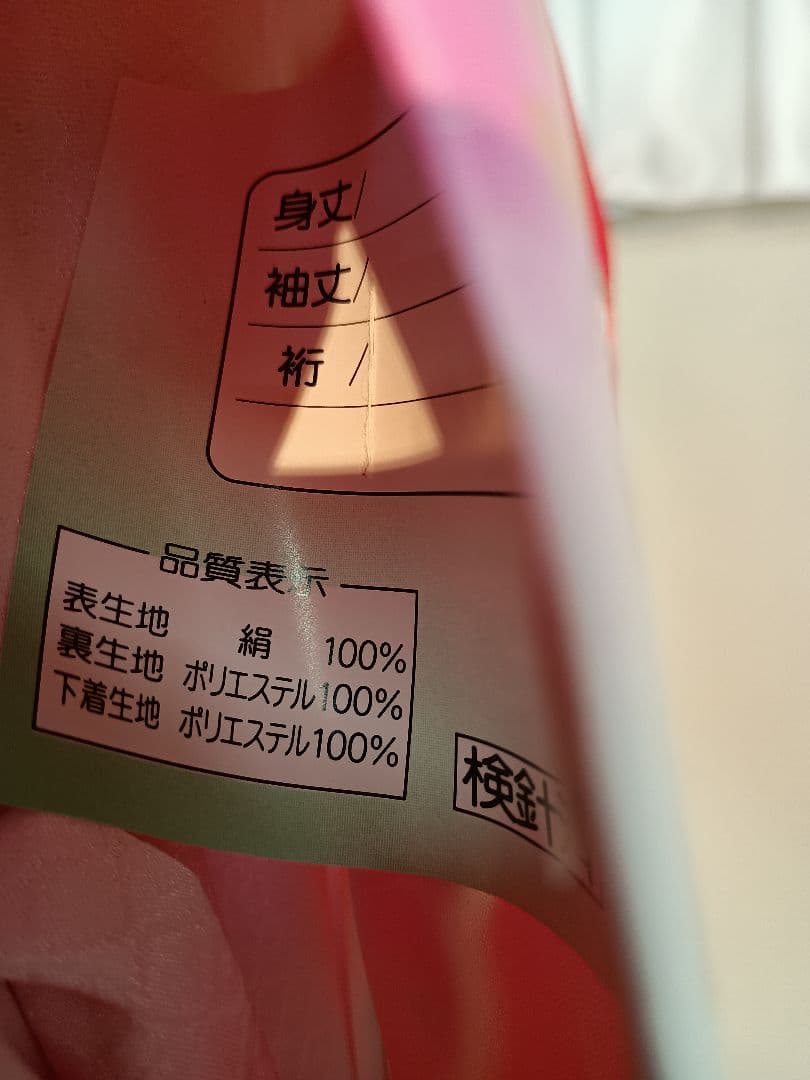 身丈/
袖丈/
裄 /
品質表示
表生地 絹 100%
裏生地 ポリエステル100%
下着生地 ポリエステル100%
検針